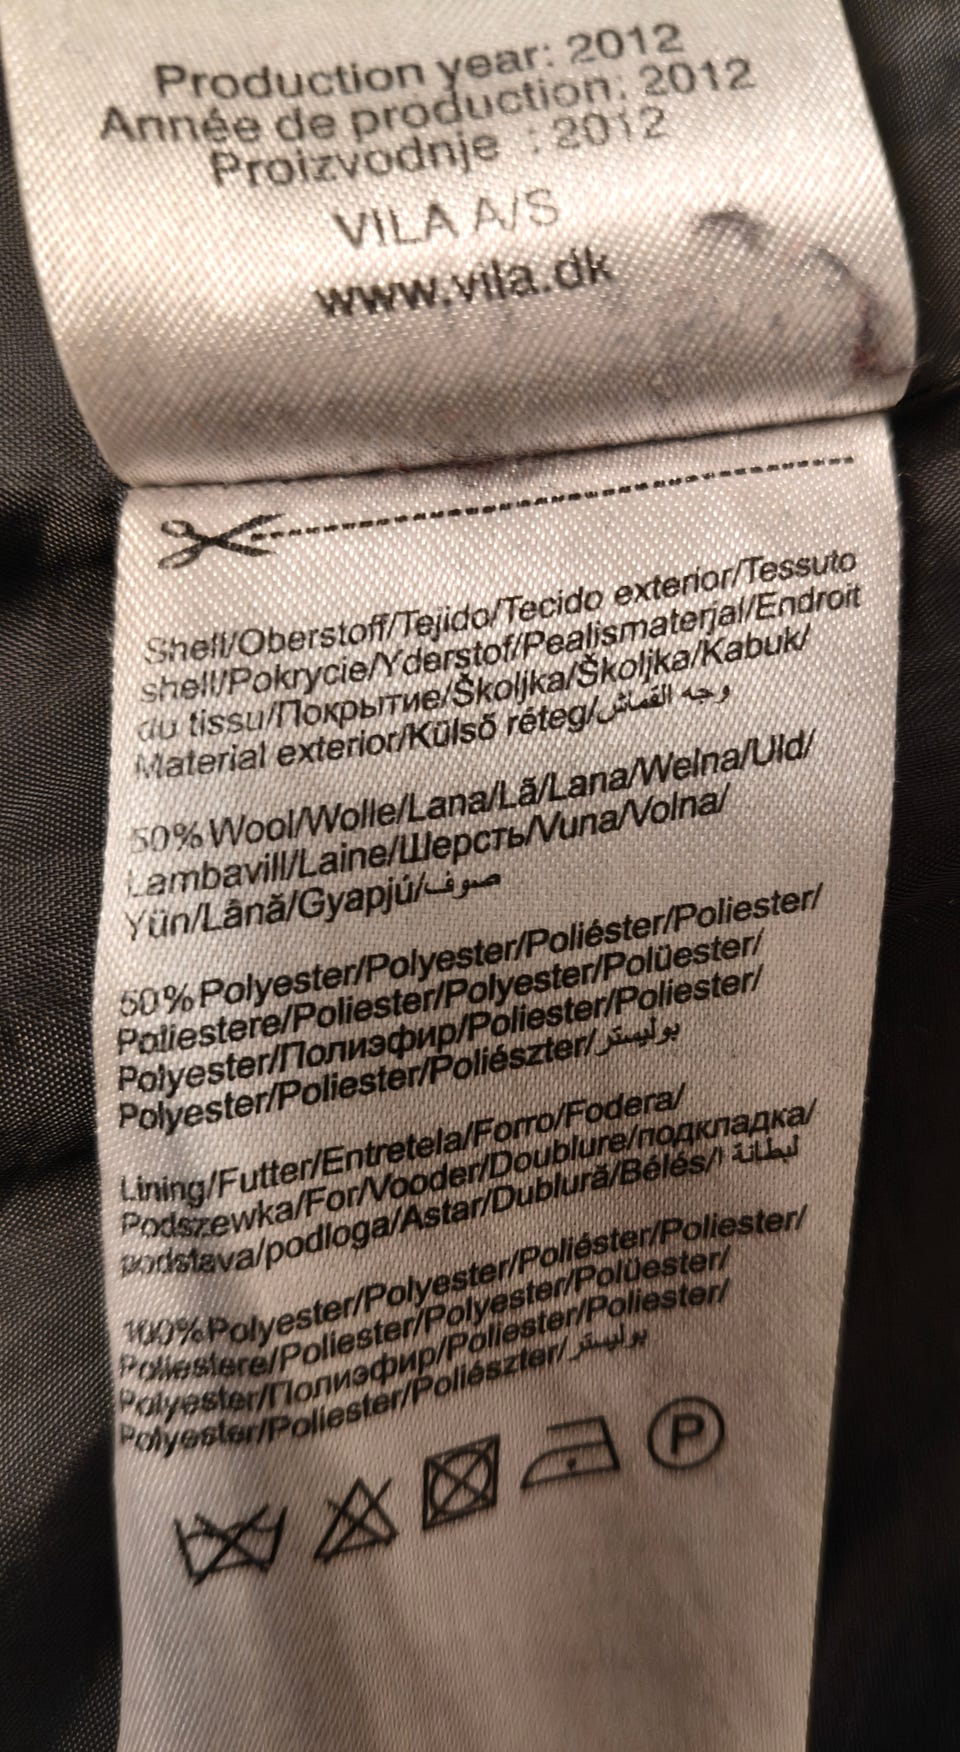 Production year: 2012
Année de production: 2012
Proizvodnje : 2012
VILA A/S
www.vila.dk
Shell/Oberstoff/Tejido/Tecido exterior/Tessuto
shell/Pokrycie/Yderstof/Pealismaterjal/Endroit
du tissu/Покрытие/Školjka/Školjka/Kabuk/
Material exterior/Külsõ réteg/وجه القماش
50% Wool/Wolle/Lana/Lã/Lana/Welna/Uld/
Lambavill/Laine/Шерсть/Vuna/Volna/
Yün/Lână/Gyapjú/صوف
50% Polyester/Polyester/Poliéster/Poliester/
Poliestere/Poliester/Polyester/Polüester/
Polyester/Полиэфир/Poliester/Poliester/
Polyester/Poliester/Poliészter/بوليستر
Lining/Futter/Entretela/Forro/Fodera/
Podszewka/For/Vooder/Doublure/подкладка/
podstava/podloga/Astar/Dublură/Bélés/لبطانة ا
100% Polyester/Polyester/Poliéster/Poliester/
Poliestere/Poliester/Polyester/Polüester/
Polyester/Полиэфир/Poliester/Poliester/
Polyester/Poliester/Poliészter/بوليستر
P